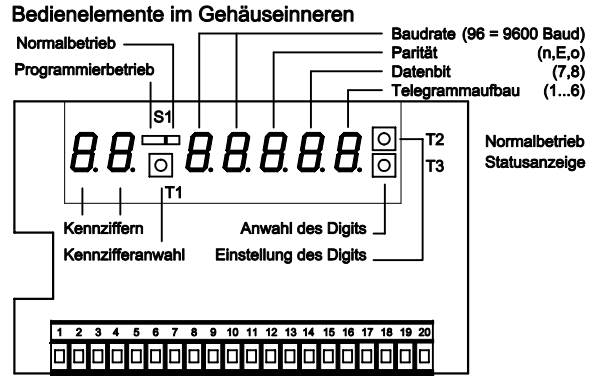 Bedienelemente im Gehäuseinneren
Normalbetrieb
Programmierbetrieb
Baudrate (96 = 9600 Baud)
Parität (n,E,o)
Datenbit (7,8)
Telegrammaufbau (1...6)
S1
8.8. 8.8.8.8.8.
T2
T3
T1
Normalbetrieb
Statusanzeige
Kennziffern
Kennzifferanwahl
Anwahl des Digits
Einstellung des Digits
1 2 3 4 5 6 7 8 9 10 11 12 13 14 15 16 17 18 19 20